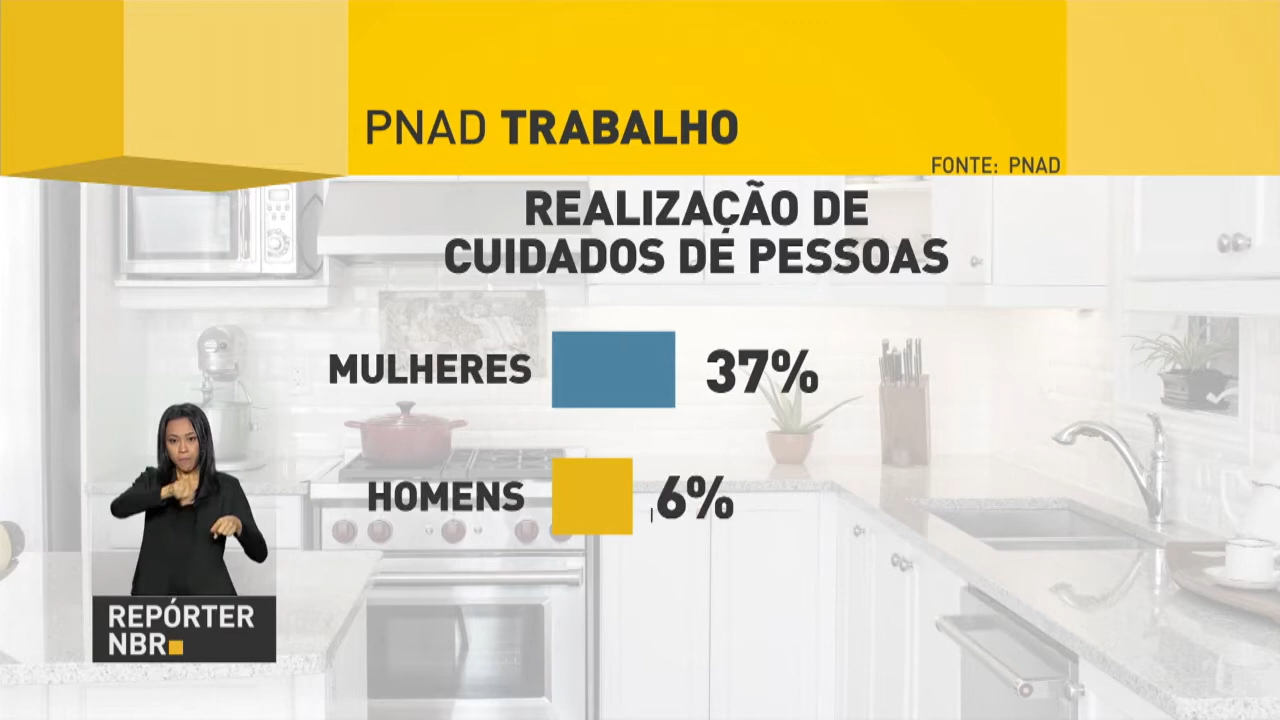 PNAD TRABALHO
FONTE: PNAD
REALIZAÇÃO DE
CUIDADOS DE PESSOAS
MULHERES 37%
HOMENS 6%
REPÓRTER
NBR